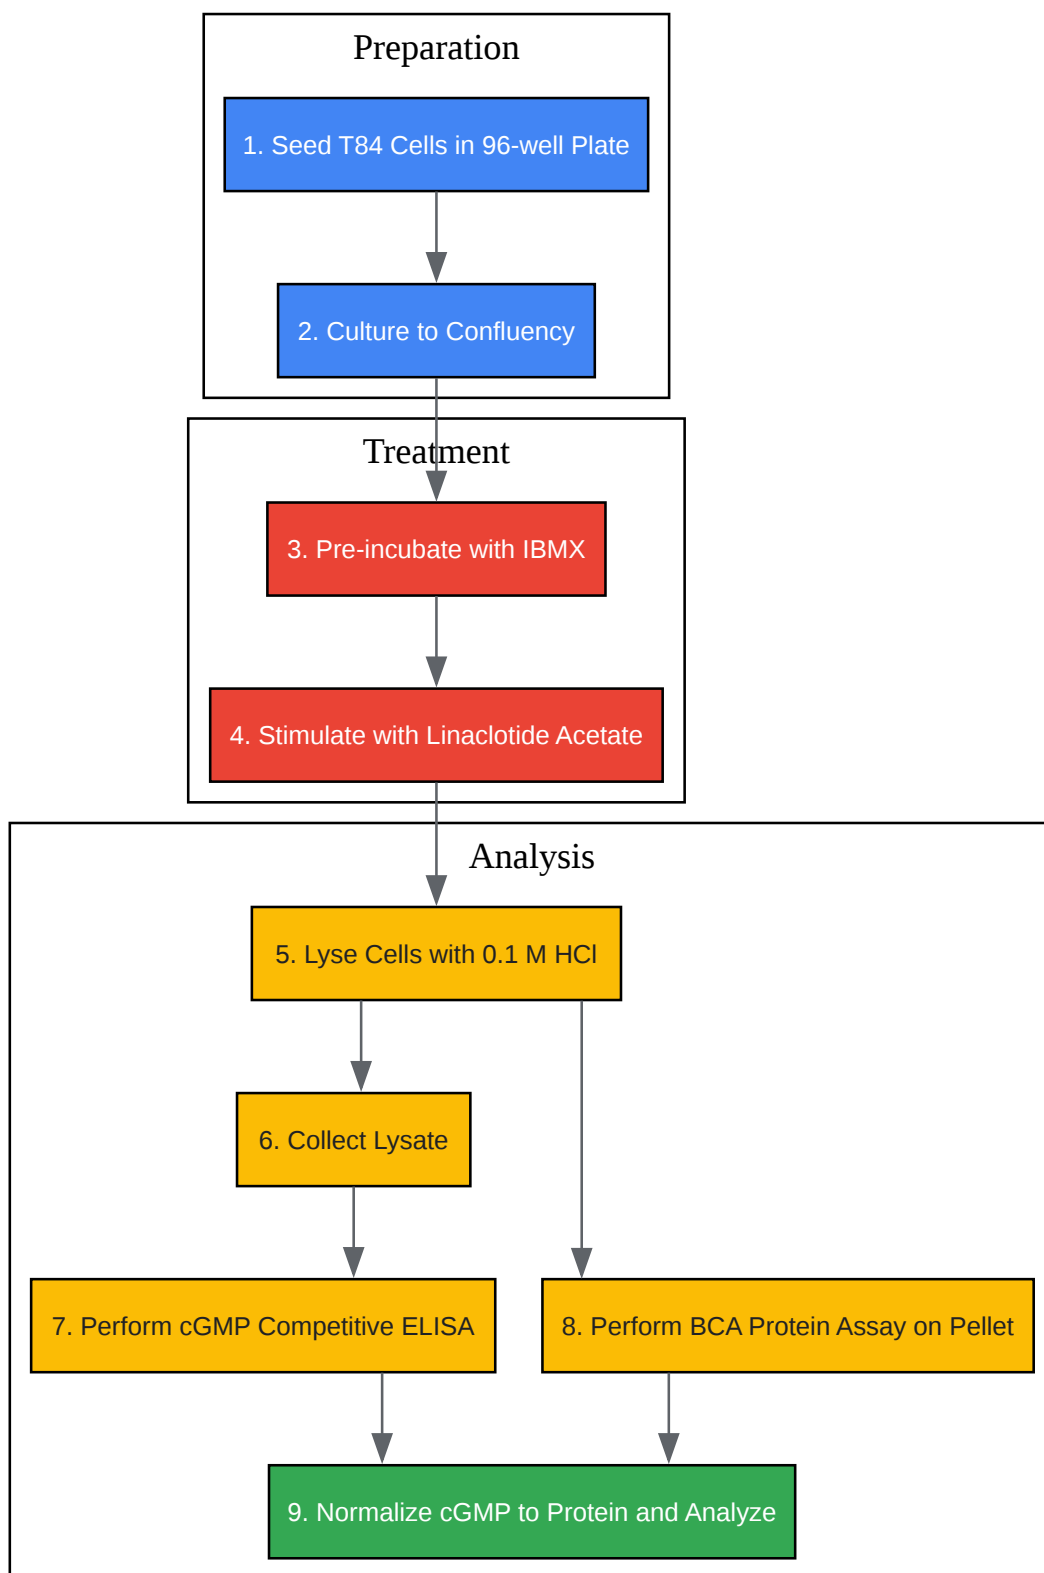 Preparation
1. Seed T84 Cells in 96-well Plate
2. Culture to Confluency
Treatment
3. Pre-incubate with IBMX
4. Stimulate with Linaclotide Acetate
Analysis
5. Lyse Cells with 0.1 M HCl
6. Collect Lysate
7. Perform cGMP Competitive ELISA
8. Perform BCA Protein Assay on Pellet
9. Normalize cGMP to Protein and Analyze